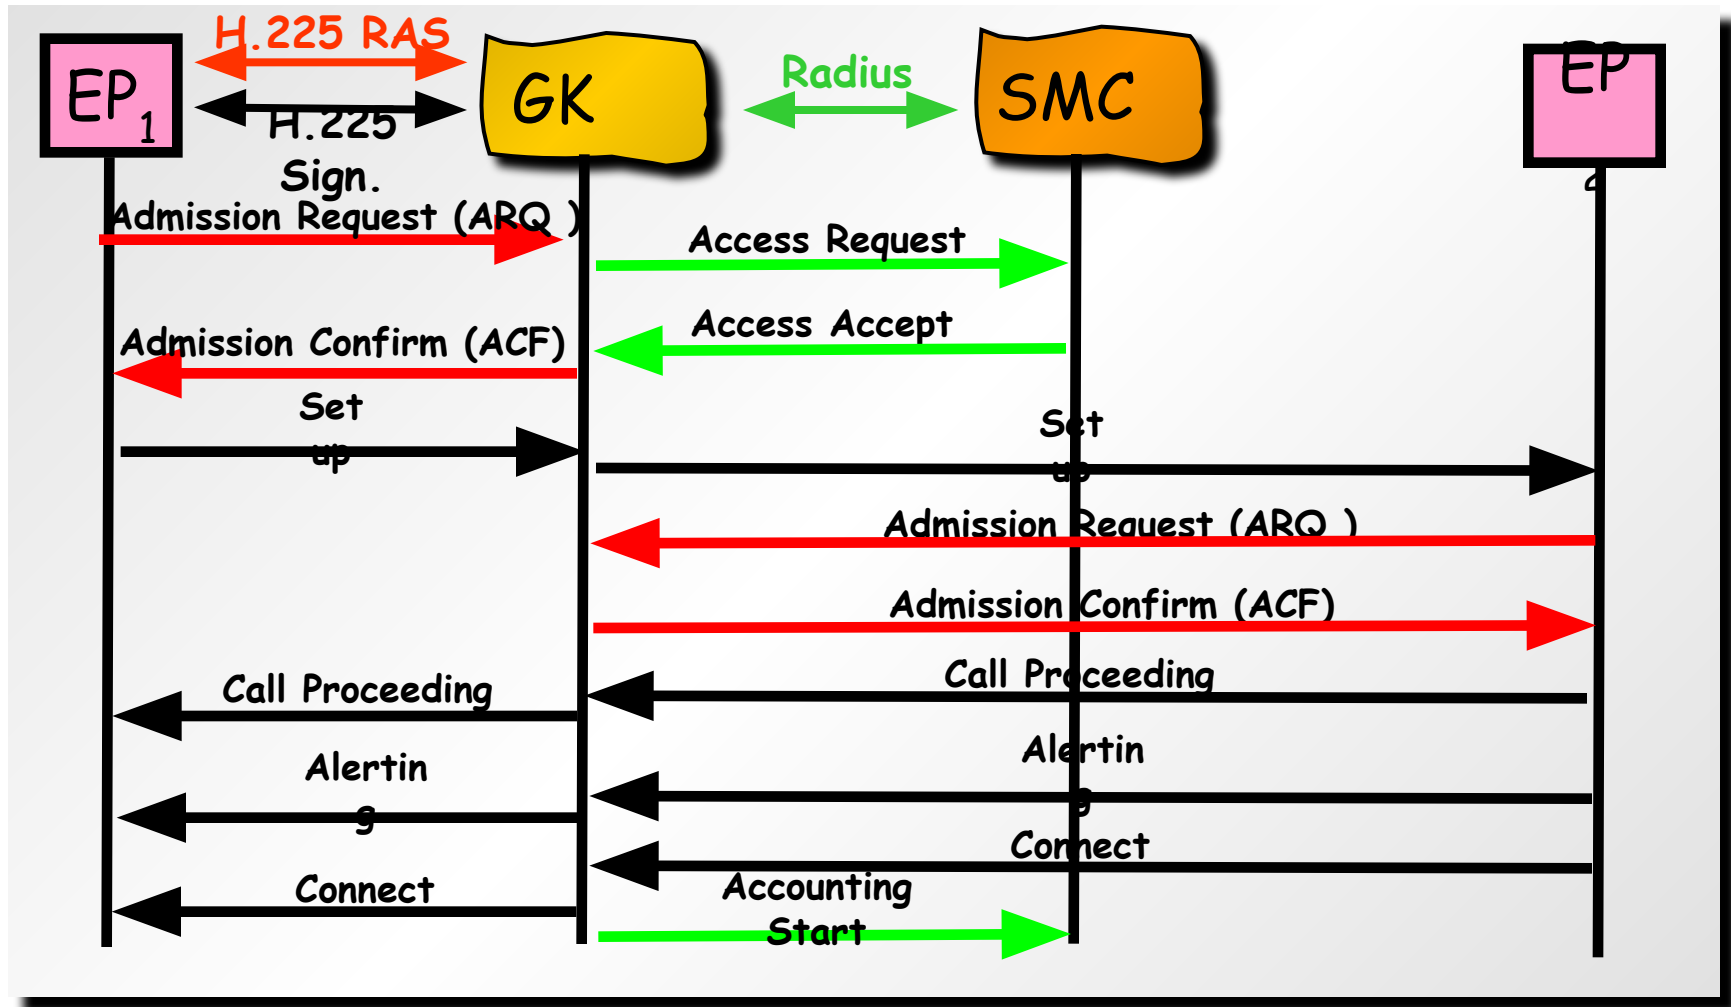 H.225 RAS
EP1
GK
Radius
SMC
EP
H.225
Sign.
Admission Request (ARQ )
Access Request
Access Accept
Admission Confirm (ACF)
Set
up
Set
up
Admission Request (ARQ )
Admission Confirm (ACF)
Call Proceeding
Call Proceeding
Alertin
g
Alertin
g
Connect
Connect
Accounting
Start